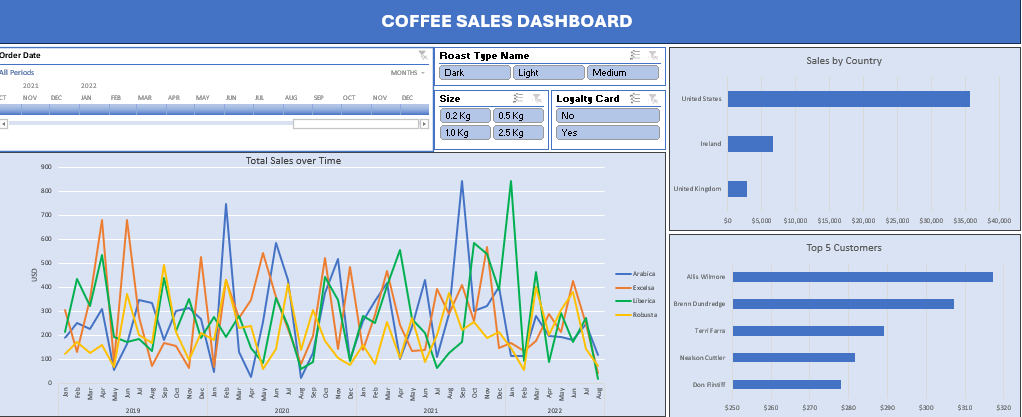 COFFEE SALES DASHBOARD
Order Date
All Periods
MONTHS
2021 2022
CT NOV DEC JAN FEB MAR APR MAY JUN JUL AUG SEP OCT NOV DEC
Roast Type Name
Dark Light Medium
Size
0.2 Kg 0.5 Kg
1.0 Kg 2.5 Kg
Loyalty Card
No
Yes
Total Sales over Time
900
800
700
600
500
400
300
200
100
0
USD
Jan Feb Mar Apr May Jun Jul Aug Sep Oct Nov Dec Jan Feb Mar Apr May Jun Jul Aug Sep Oct Nov Dec Jan Feb Mar Apr May Jun Jul Aug Sep Oct Nov Dec Jan Feb Mar Apr May Jun Jul Aug
2019 2020 2021 2022
Arabica
Excelsa
Liberica
Robusta
Sales by Country
United States
Ireland
United Kingdom
$0 $5,000 $10,000 $15,000 $20,000 $25,000 $30,000 $35,000 $40,000
Top 5 Customers
Allis Wilmore
Brenn Dundredge
Terri Farra
Nealson Cuttler
Don Flintiff
$250 $260 $270 $280 $290 $300 $310 $320